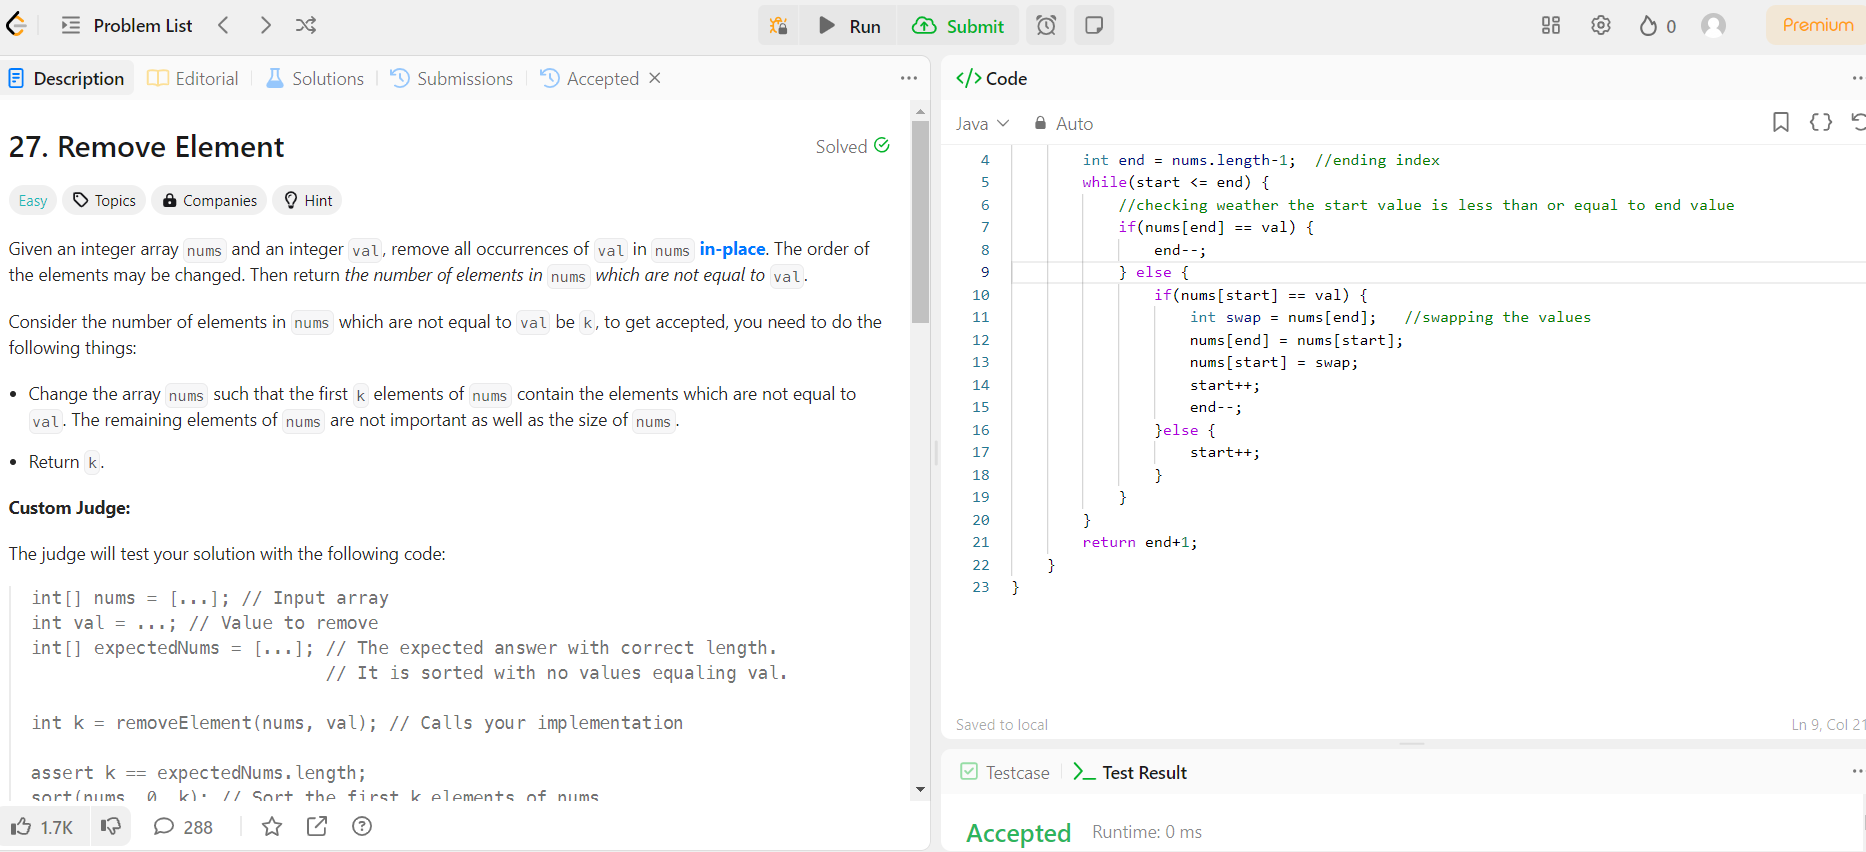 Problem List
Run
Submit
0
Premium
Description
Editorial
Solutions
Submissions
Accepted
27. Remove Element
Solved
Easy
Topics
Companies
Hint
Given an integer array nums and an integer val, remove all occurrences of val in nums in-place. The order of
the elements may be changed. Then return the number of elements in nums which are not equal to val.
Consider the number of elements in nums which are not equal to val be k, to get accepted, you need to do the
following things:
• Change the array nums such that the first k elements of nums contain the elements which are not equal to
val. The remaining elements of nums are not important as well as the size of nums.
• Return k.
Custom Judge:
The judge will test your solution with the following code:
int[] nums = [...]; // Input array
int val = ...; // Value to remove
int[] expectedNums = [...]; // The expected answer with correct length.
// It is sorted with no values equaling val.
int k = removeElement(nums, val); // Calls your implementation
assert k == expectedNums.length;
sort(nums, 0, k); // Sort the first k elements of nums
1.7K
288
</> Code
Java
Auto
4 int end = nums.length-1; //ending index
5 while(start <= end) {
6 //checking weather the start value is less than or equal to end value
7 if(nums[end] == val) {
8 end--;
9 } else {
10 if(nums[start] == val) {
11 int swap = nums[end]; //swapping the values
12 nums[end] = nums[start];
13 nums[start] = swap;
14 start++;
15 end--;
16 }else {
17 start++;
18 }
19 }
20 }
21 return end+1;
22 }
23 }
Saved to local
Ln 9, Col 21
Testcase
Test Result
Accepted
Runtime: 0 ms